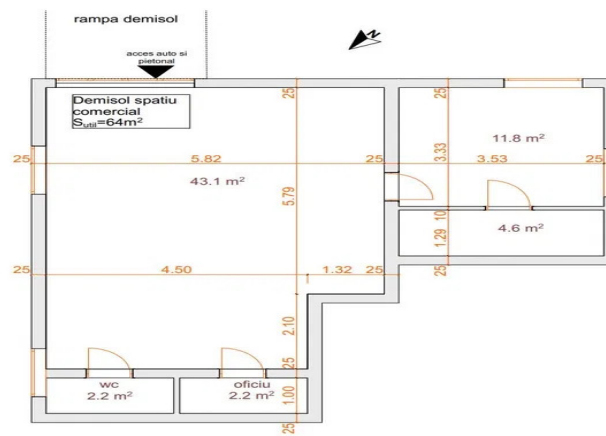 rampa demisol
acces auto si
pietonal
N
Demisol spatiu
comercial
Sutil=64m²
25
25
11.8 m²
25
5.82
25
3.33
3.53
25
43.1 m²
5.79
10
4.6 m²
1.29
25
4.50
1.32
25
25
2.10
25
wc
2.2 m²
oficiu
2.2 m²
1.00
25